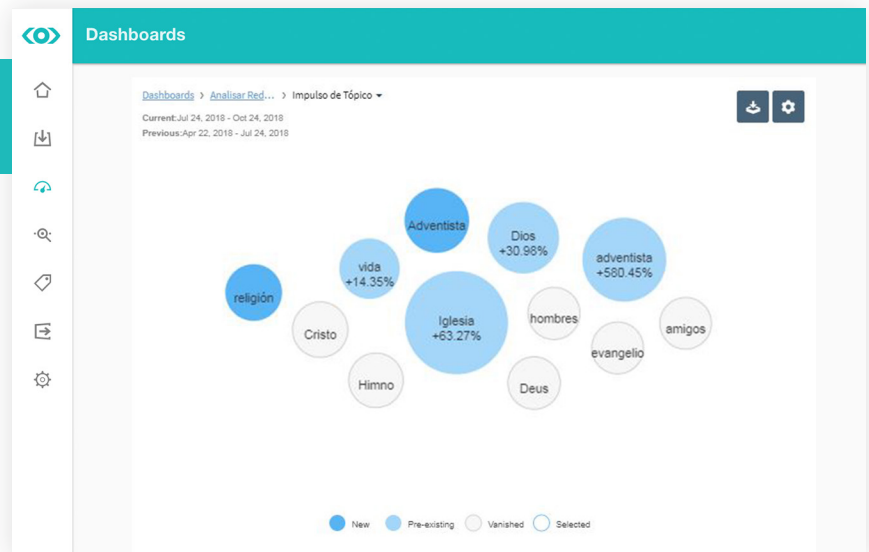 Dashboards
Dashboards > Analisar Red... > Impulso de Tópico
Current:Jul 24, 2018 - Oct 24, 2018
Previous:Apr 22, 2018 - Jul 24, 2018
Adventista
Dios
+30.98%
adventista
+580.45%
vida
+14.35%
religión
Iglesia
+63.27%
hombres
amigos
Cristo
evangelio
Himno
Deus
New
Pre-existing
Vanished
Selected